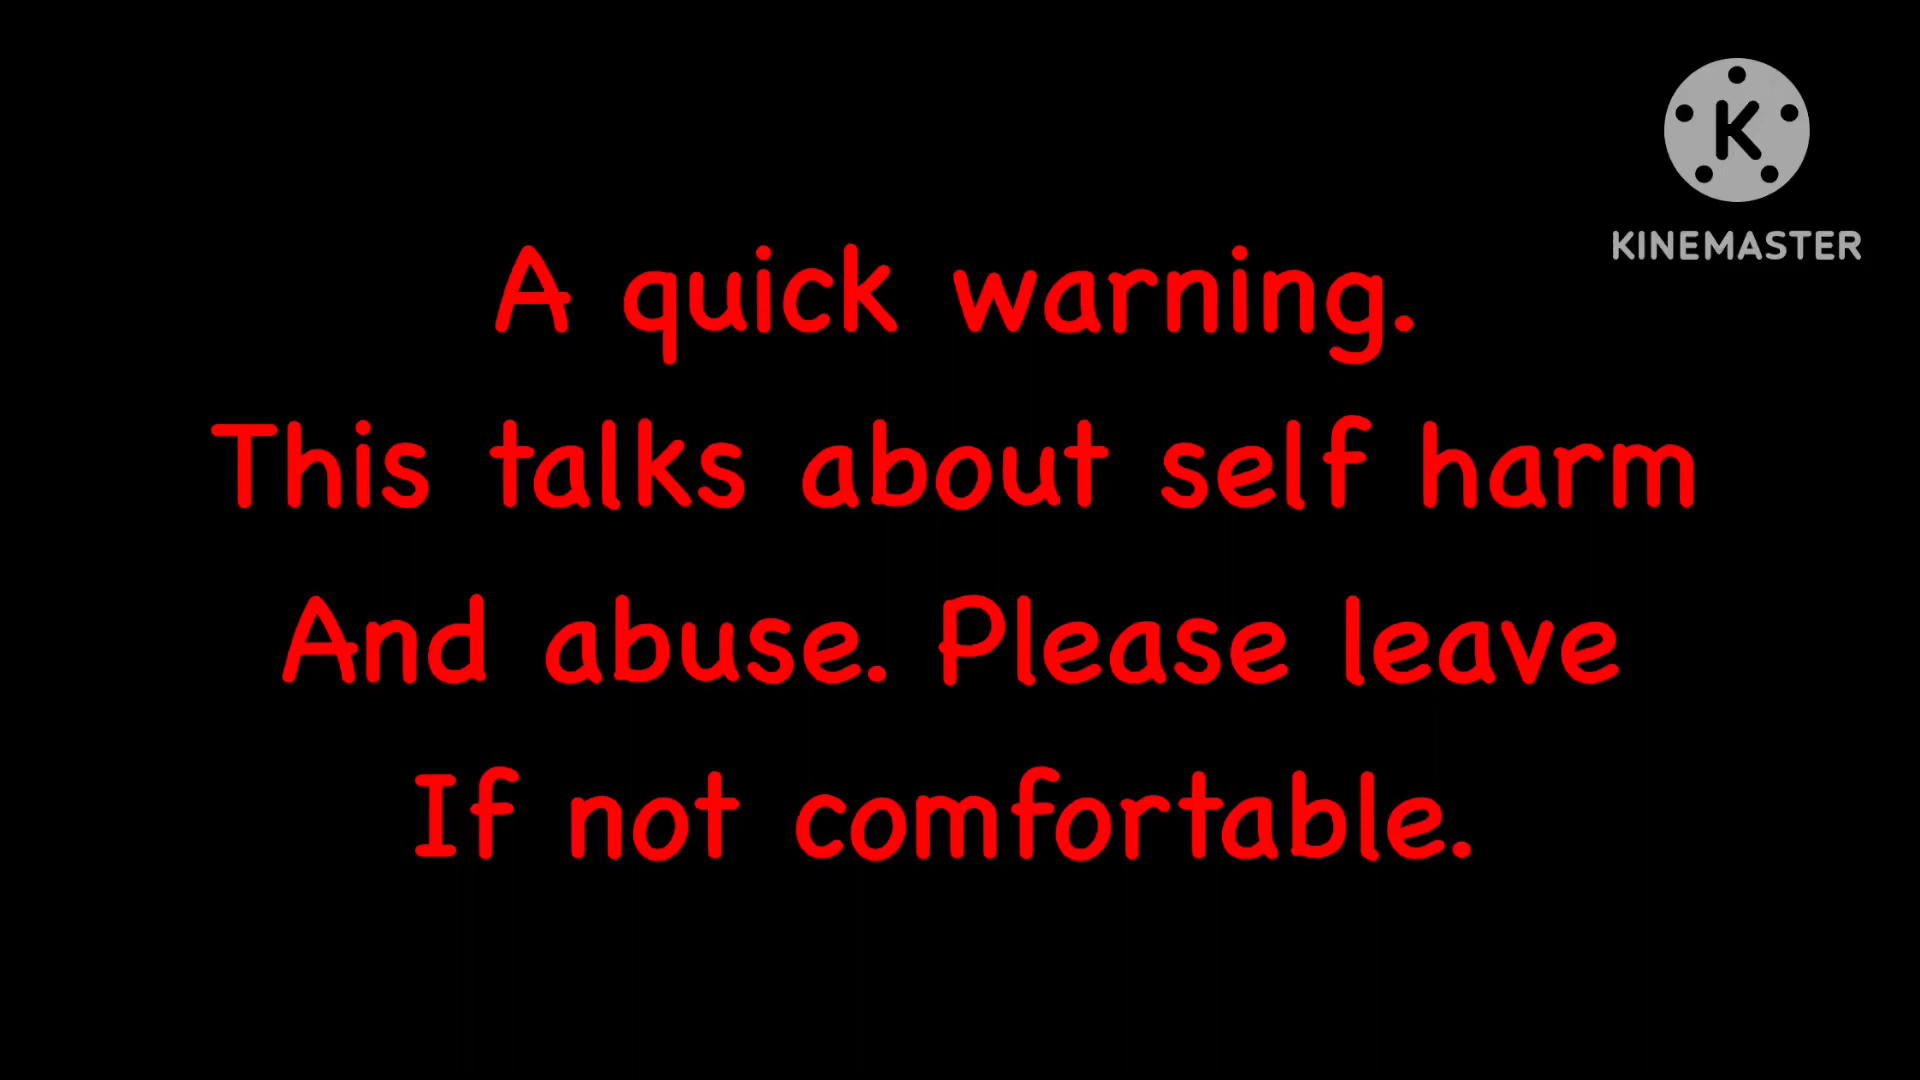 K
KINEMASTER
A quick warning.
This talks about self harm
And abuse. Please leave
If not comfortable.